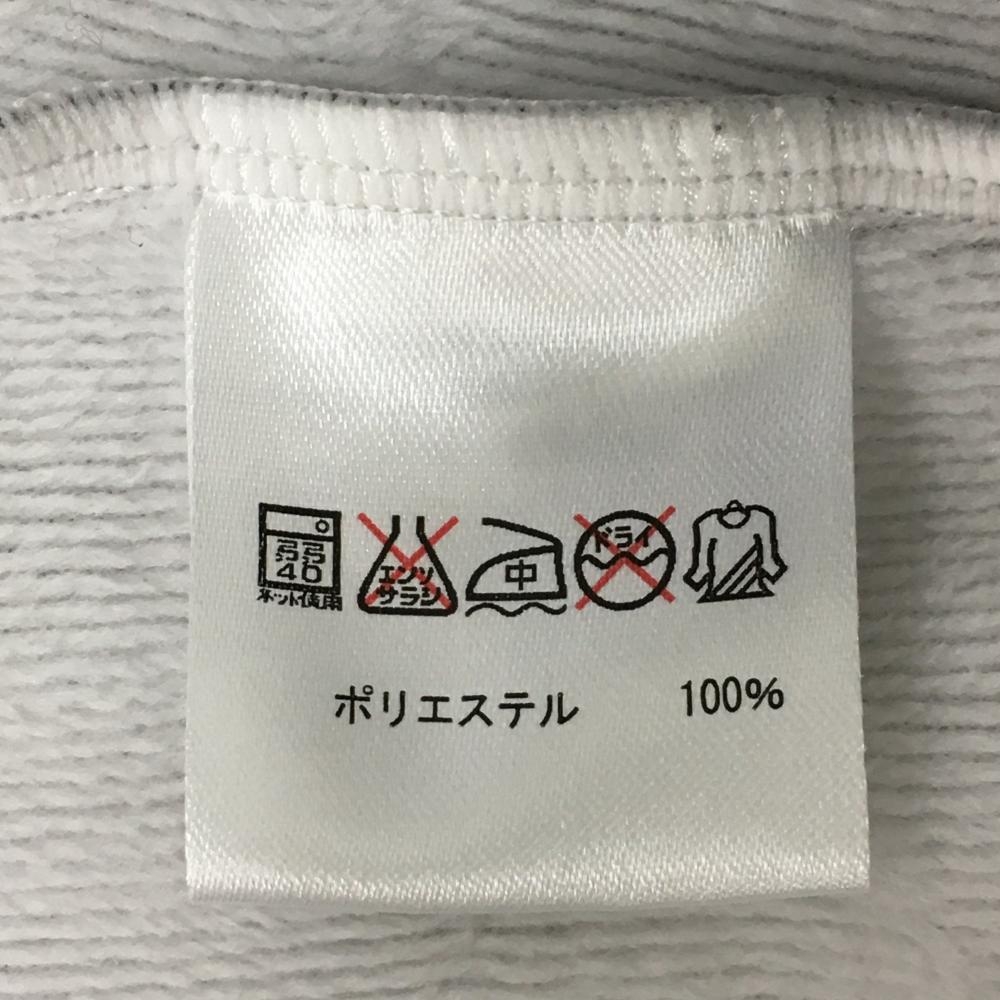 弱 40 ネット使用
エンソ サラシ
中
ドライ
ポリエステル 100%